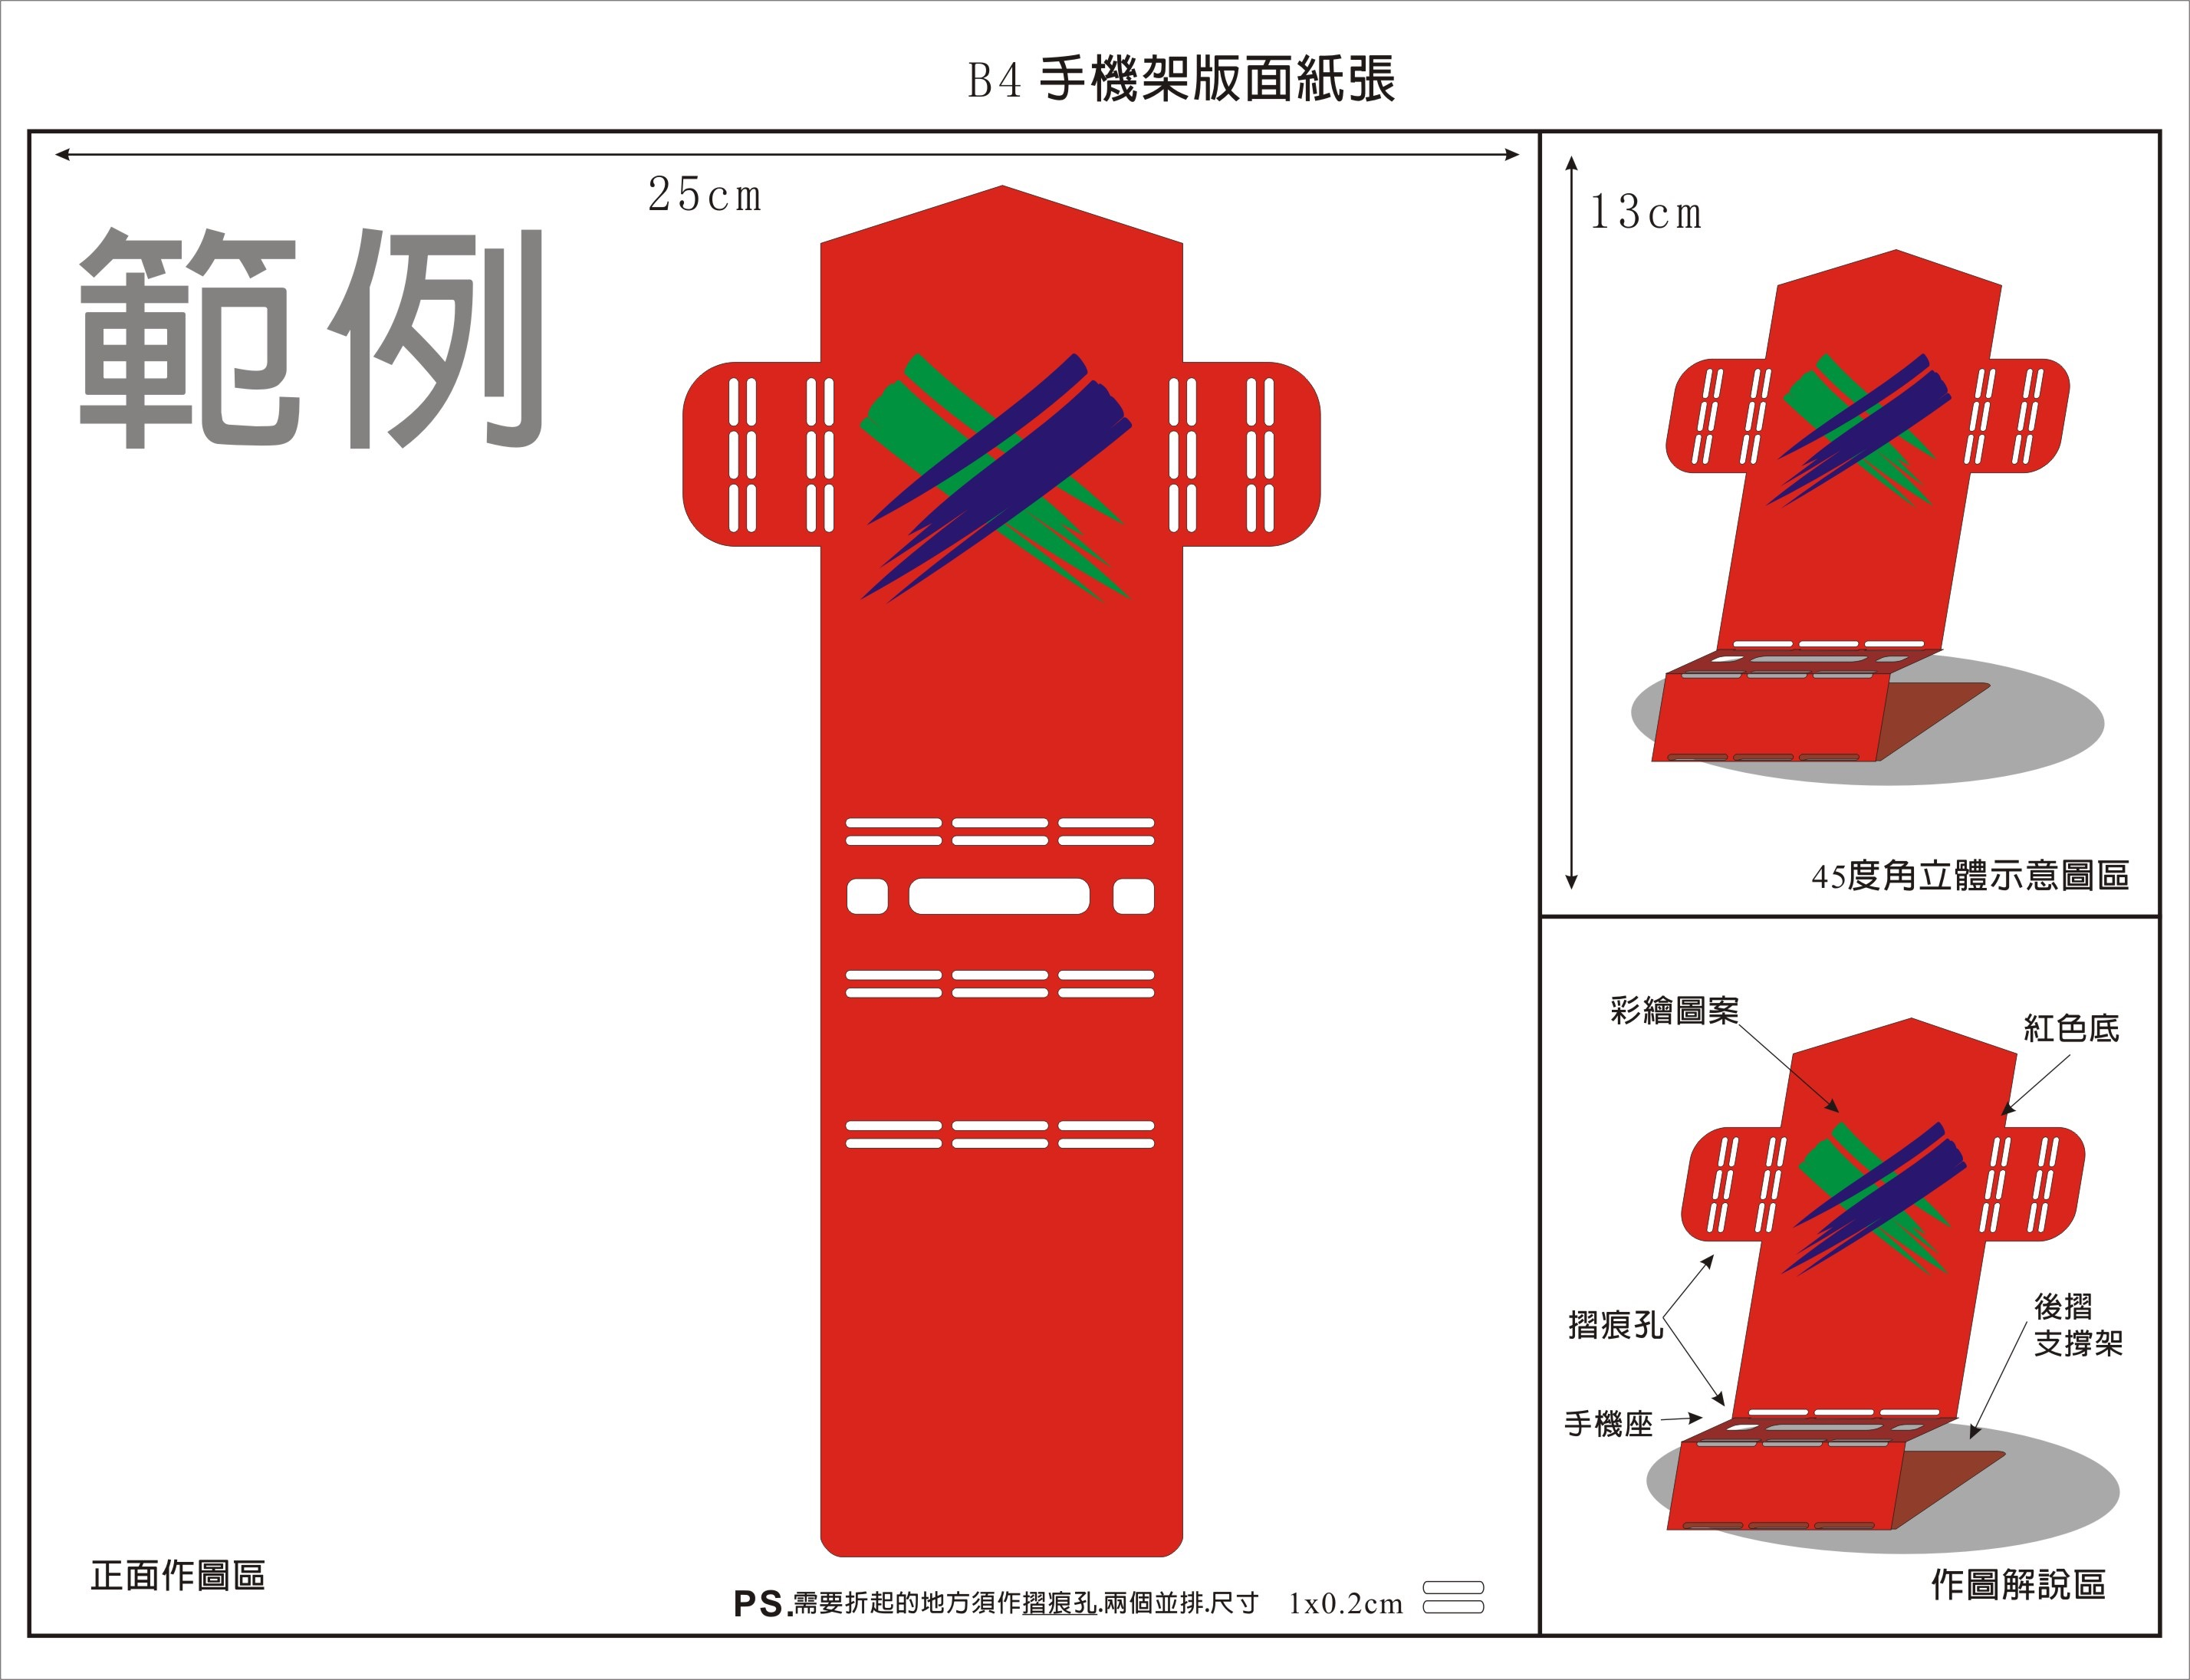 B4 手機架版面紙張
25cm
範例
13cm
45度角立體示意圖區
彩繪圖案
紅色底
摺痕孔
後摺
支撐架
手機座
作圖解說區
正面作圖區
PS.需要折起的地方須作摺痕孔.兩個並排.尺寸 1x0.2cm